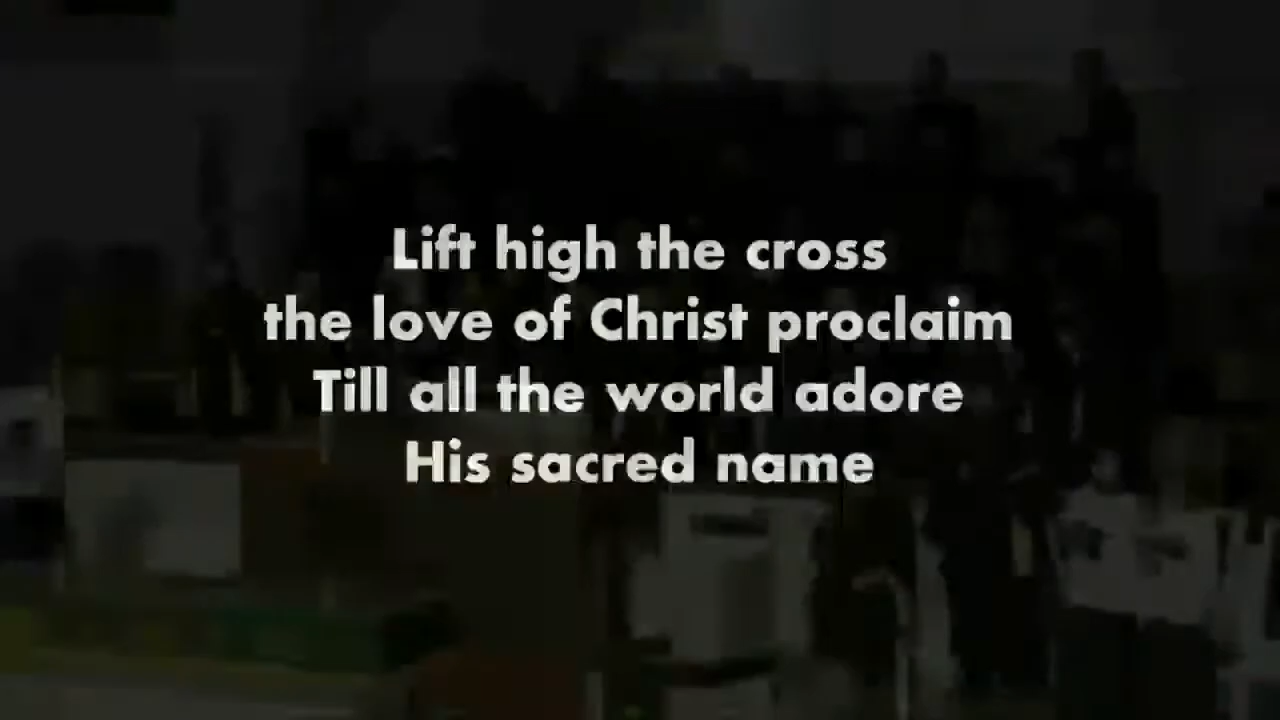 Lift high the cross
the love of Christ proclaim
Till all the world adore
His sacred name